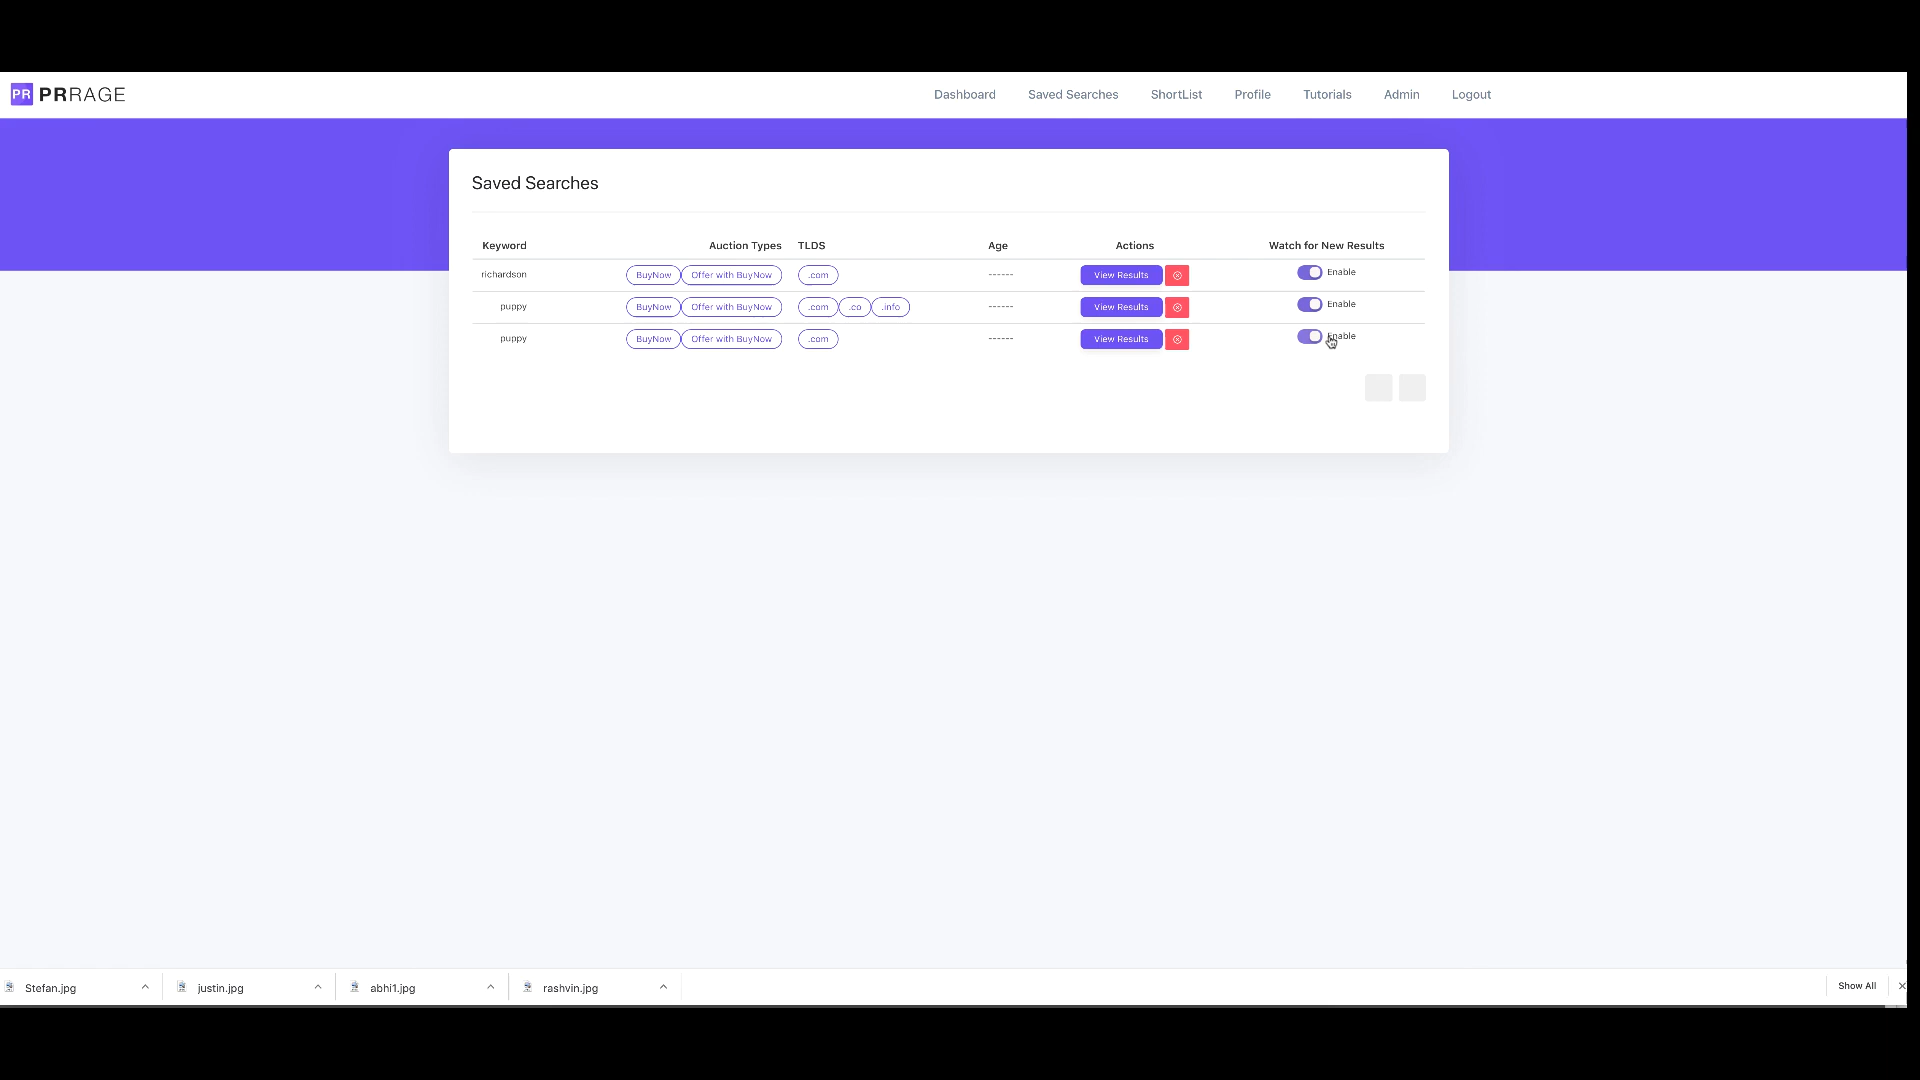 PR PRRAGE
Dashboard Saved Searches ShortList Profile Tutorials Admin Logout
Saved Searches
Keyword Auction Types TLDS Age Actions Watch for New Results
richardson BuyNow Offer with BuyNow .com ------ View Results Enable
puppy BuyNow Offer with BuyNow .com .co .info ------ View Results Enable
puppy BuyNow Offer with BuyNow .com ------ View Results Enable
Stefan.jpg justin.jpg abhi1.jpg rashvin.jpg Show All